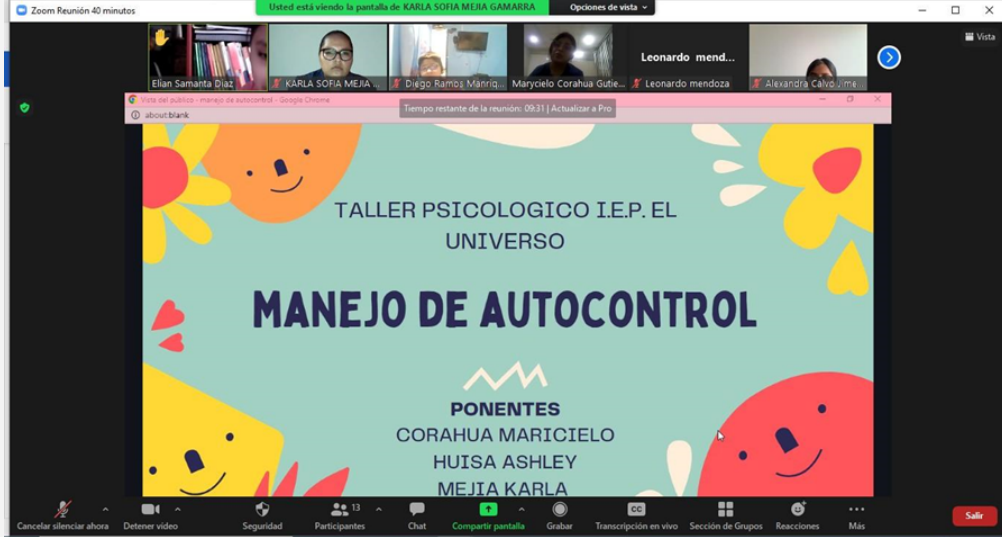 Zoom Reunión 40 minutos
Usted está viendo la pantalla de KARLA SOFIA MEJIA GAMARRA
Opciones de vista
Vista
Leonardo mend...
Elian Samanta Diaz
KARLA SOFIA MEJIA ...
Diego Ramos Manriq...
Marycielo Corahua Gutie...
Leonardo mendoza
Alexandra Calvo , me...
Vista del público - manejo de autocontrol - Google Chrome
Tiempo restante de la reunión: 09:31 | Actualizar a Pro
about:blank
TALLER PSICOLOGICO I.E.P. EL
UNIVERSO
MANEJO DE AUTOCONTROL
PONENTES
CORAHUA MARICIELO
HUISA ASHLEY
MEJIA KARLA
13
CC
Cancelar silenciar ahora
Detener video
Seguridad
Participantes
Chat
Compartir pantalla
Grabar
Transcripción en vivo
Sección de Grupos
Reacciones
Más
Salir